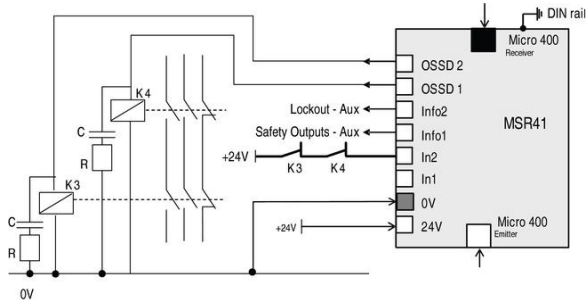 DIN rail
Micro 400
Receiver
OSSD 2
K4
OSSD 1
Lockout - Aux
Info2
MSR41
C
Safety Outputs - Aux
Info1
R
+24V
K3
K4
In2
K3
In1
C
0V
Micro 400
Emitter
R
+24V
24V
0V